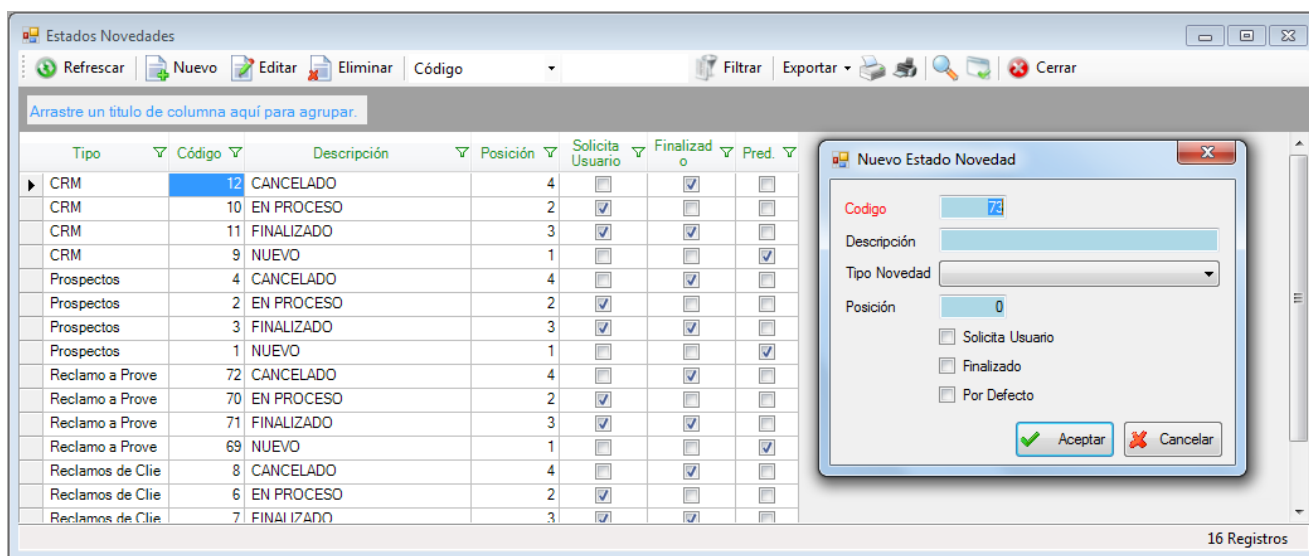 Estados Novedades
Refrescar Nuevo Editar Eliminar Código Filtrar Exportar Cerrar
Arrastre un titulo de columna aquí para agrupar.
Tipo Código Descripción Posición Solicita Usuario Finalizado Pred.
CRM 12 CANCELADO 4
CRM 10 EN PROCESO 2
CRM 11 FINALIZADO 3
CRM 9 NUEVO 1
Prospectos 4 CANCELADO 4
Prospectos 2 EN PROCESO 2
Prospectos 3 FINALIZADO 3
Prospectos 1 NUEVO 1
Reclamo a Prove 72 CANCELADO 4
Reclamo a Prove 70 EN PROCESO 2
Reclamo a Prove 71 FINALIZADO 3
Reclamo a Prove 69 NUEVO 1
Reclamos de Clie 8 CANCELADO 4
Reclamos de Clie 6 EN PROCESO 2
Reclamos de Clie 7 FINALIZADO 3
Nuevo Estado Novedad
Codigo 73
Descripción
Tipo Novedad
Posición 0
Solicita Usuario
Finalizado
Por Defecto
Aceptar Cancelar
16 Registros